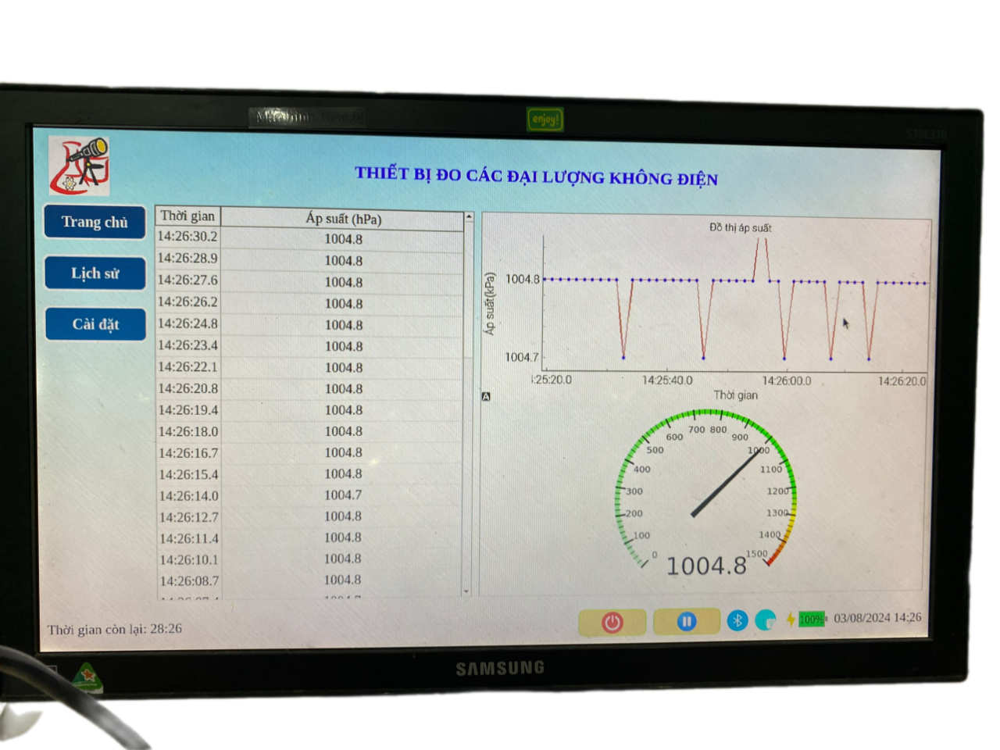 enjoy!
THIẾT BỊ ĐO CÁC ĐẠI LƯỢNG KHÔNG ĐIỆN
Trang chủ
Lịch sử
Cài đặt
Thời gian Áp suất (hPa)
14:26:30.2 1004.8
14:26:28.9 1004.8
14:26:27.6 1004.8
14:26:26.2 1004.8
14:26:24.8 1004.8
14:26:23.4 1004.8
14:26:22.1 1004.8
14:26:20.8 1004.8
14:26:19.4 1004.8
14:26:18.0 1004.8
14:26:16.7 1004.8
14:26:15.4 1004.8
14:26:14.0 1004.7
14:26:12.7 1004.8
14:26:11.4 1004.8
14:26:10.1 1004.8
14:26:08.7 1004.8
Đồ thị áp suất
Áp suất(kPa)
1004.8
1004.7
:25:20.0 14:25:40.0 14:26:00.0 14:26:20.0
Thời gian
A
0 100 200 300 400 500 600 700 800 900 1000 1100 1200 1300 1400 1500
1004.8
Thời gian còn lại: 28:26
100% 03/08/2024 14:26
SAMSUNG